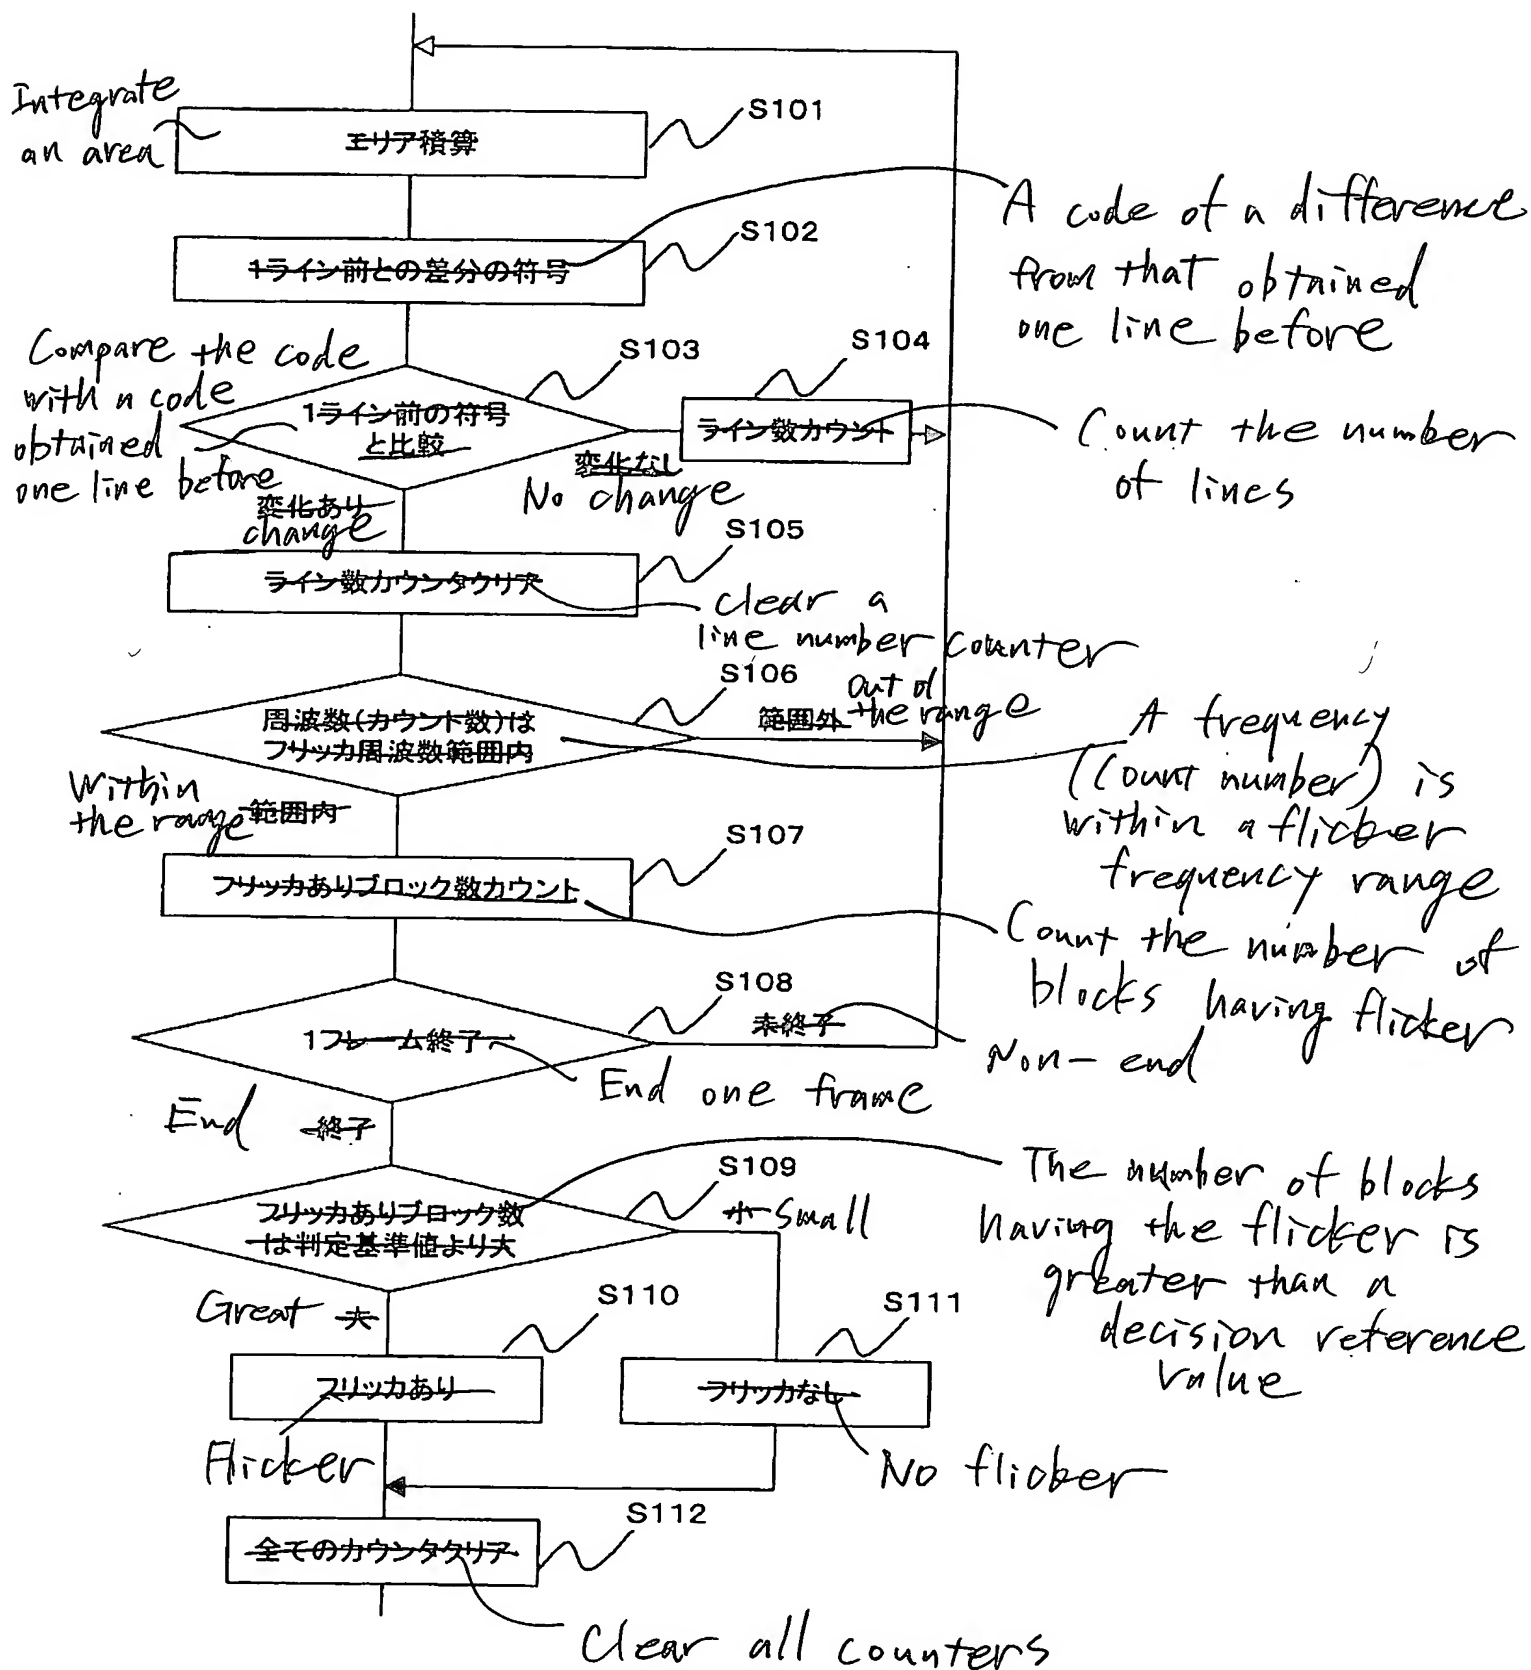 Integrate
an area
エリア積算
S101
1ライン前との差分の符号
S102
A code of a difference
from that obtained
one line before
Compare the code
with a code
obtained
one line before
1ライン前の符号
と比較
S103
S104
ライン数カウント
Count the number
of lines
変化なし
No change
変化あり
change
S105
ライン数カウンタクリア
clear a
line number counter
S106
周波数(カウント数)は
フリッカ周波数範囲内
範囲外
out of
the range
A frequency
(count number) is
within a flicker
frequency range
Within
the range
範囲内
S107
フリッカありブロック数カウント
Count the number of
blocks having flicker
S108
1フレーム終了
未終了
Non-end
End one frame
End
終了
S109
フリッカありブロック数
は判定基準値より大
小
Small
The number of blocks
having the flicker is
greater than a
decision reference
value
Great
大
S110
フリッカあり
Flicker
S111
フリッカなし
No flicker
S112
全てのカウンタクリア
Clear all counters